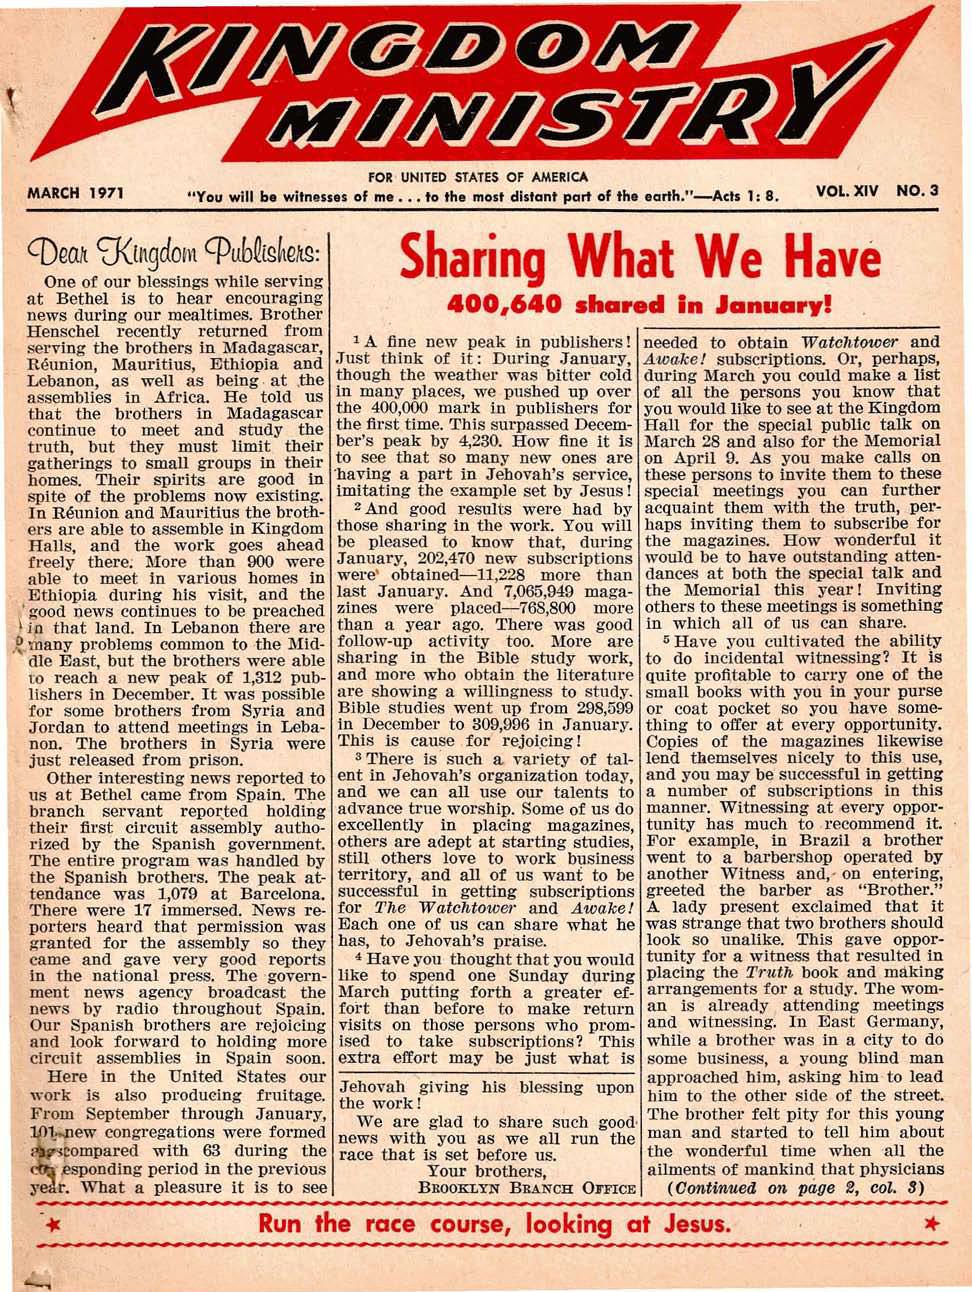 KINGDOM
MINISTRY
FOR UNITED STATES OF AMERICA
MARCH 1971
"You will be witnesses of me . . . to the most distant part of the earth."—Acts 1: 8.
VOL. XIV NO. 3
Dear Kingdom Publishers:
One of our blessings while serving
at Bethel is to hear encouraging
news during our mealtimes. Brother
Henschel recently returned from
serving the brothers in Madagascar,
Réunion, Mauritius, Ethiopia and
Lebanon, as well as being at the
assemblies in Africa. He told us
that the brothers in Madagascar
continue to meet and study the
truth, but they must limit their
gatherings to small groups in their
homes. Their spirits are good in
spite of the problems now existing.
In Réunion and Mauritius the broth-
ers are able to assemble in Kingdom
Halls, and the work goes ahead
freely there. More than 900 were
able to meet in various homes in
Ethiopia during his visit, and the
good news continues to be preached
in that land. In Lebanon there are
many problems common to the Mid-
dle East, but the brothers were able
to reach a new peak of 1,312 pub-
lishers in December. It was possible
for some brothers from Syria and
Jordan to attend meetings in Leba-
non. The brothers in Syria were
just released from prison.
Other interesting news reported to
us at Bethel came from Spain. The
branch servant reported holding
their first circuit assembly autho-
rized by the Spanish government.
The entire program was handled by
the Spanish brothers. The peak at-
tendance was 1,079 at Barcelona.
There were 17 immersed. News re-
porters heard that permission was
granted for the assembly so they
came and gave very good reports
in the national press. The govern-
ment news agency broadcast the
news by radio throughout Spain.
Our Spanish brothers are rejoicing
and look forward to holding more
circuit assemblies in Spain soon.
Here in the United States our
work is also producing fruitage.
From September through January,
101 new congregations were formed
as compared with 63 during the
corresponding period in the previous
year. What a pleasure it is to see
Sharing What We Have
400,640 shared in January!
1 A fine new peak in publishers!
Just think of it: During January,
though the weather was bitter cold
in many places, we pushed up over
the 400,000 mark in publishers for
the first time. This surpassed Decem-
ber's peak by 4,230. How fine it is
to see that so many new ones are
having a part in Jehovah's service,
imitating the example set by Jesus!
2 And good results were had by
those sharing in the work. You will
be pleased to know that, during
January, 202,470 new subscriptions
were obtained—11,228 more than
last January. And 7,065,949 maga-
zines were placed—768,800 more
than a year ago. There was good
follow-up activity too. More are
sharing in the Bible study work,
and more who obtain the literature
are showing a willingness to study.
Bible studies went up from 298,599
in December to 309,996 in January.
This is cause for rejoicing!
3 There is such a variety of tal-
ent in Jehovah's organization today,
and we can all use our talents to
advance true worship. Some of us do
excellently in placing magazines,
others are adept at starting studies,
still others love to work business
territory, and all of us want to be
successful in getting subscriptions
for The Watchtower and Awake!
Each one of us can share what he
has, to Jehovah's praise.
4 Have you thought that you would
like to spend one Sunday during
March putting forth a greater ef-
fort than before to make return
visits on those persons who prom-
ised to take subscriptions? This
extra effort may be just what is
Jehovah giving his blessing upon
the work!
We are glad to share such good
news with you as we all run the
race that is set before us.
Your brothers,
BROOKLYN BRANCH OFFICE
needed to obtain Watchtower and
Awake! subscriptions. Or, perhaps,
during March you could make a list
of all the persons you know that
you would like to see at the Kingdom
Hall for the special public talk on
March 28 and also for the Memorial
on April 9. As you make calls on
these persons to invite them to these
special meetings you can further
acquaint them with the truth, per-
haps inviting them to subscribe for
the magazines. How wonderful it
would be to have outstanding atten-
dances at both the special talk and
the Memorial this year! Inviting
others to these meetings is something
in which all of us can share.
5 Have you cultivated the ability
to do incidental witnessing? It is
quite profitable to carry one of the
small books with you in your purse
or coat pocket so you have some-
thing to offer at every opportunity.
Copies of the magazines likewise
lend themselves nicely to this use,
and you may be successful in getting
a number of subscriptions in this
manner. Witnessing at every oppor-
tunity has much to recommend it.
For example, in Brazil a brother
went to a barbershop operated by
another Witness and, on entering,
greeted the barber as "Brother."
A lady present exclaimed that it
was strange that two brothers should
look so unalike. This gave oppor-
tunity for a witness that resulted in
placing the Truth book and making
arrangements for a study. The wom-
an is already attending meetings
and witnessing. In East Germany,
while a brother was in a city to do
some business, a young blind man
approached him, asking him to lead
him to the other side of the street.
The brother felt pity for this young
man and started to tell him about
the wonderful time when all the
ailments of mankind that physicians
(Continued on page 2, col. 3)
* Run the race course, looking at Jesus. *